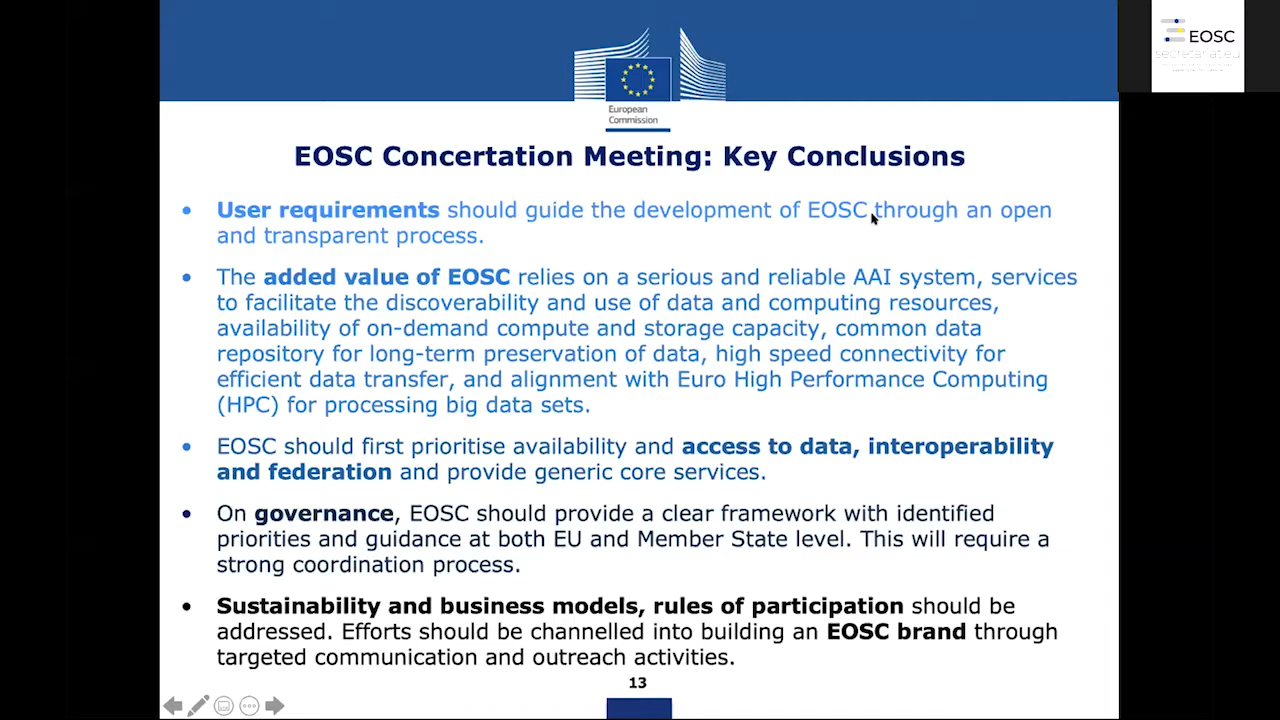 EOSC
European
Commission
EOSC Concertation Meeting: Key Conclusions
• User requirements should guide the development of EOSC through an open
and transparent process.
• The added value of EOSC relies on a serious and reliable AAI system, services
to facilitate the discoverability and use of data and computing resources,
availability of on-demand compute and storage capacity, common data
repository for long-term preservation of data, high speed connectivity for
efficient data transfer, and alignment with Euro High Performance Computing
(HPC) for processing big data sets.
• EOSC should first prioritise availability and access to data, interoperability
and federation and provide generic core services.
• On governance, EOSC should provide a clear framework with identified
priorities and guidance at both EU and Member State level. This will require a
strong coordination process.
• Sustainability and business models, rules of participation should be
addressed. Efforts should be channelled into building an EOSC brand through
targeted communication and outreach activities.
13